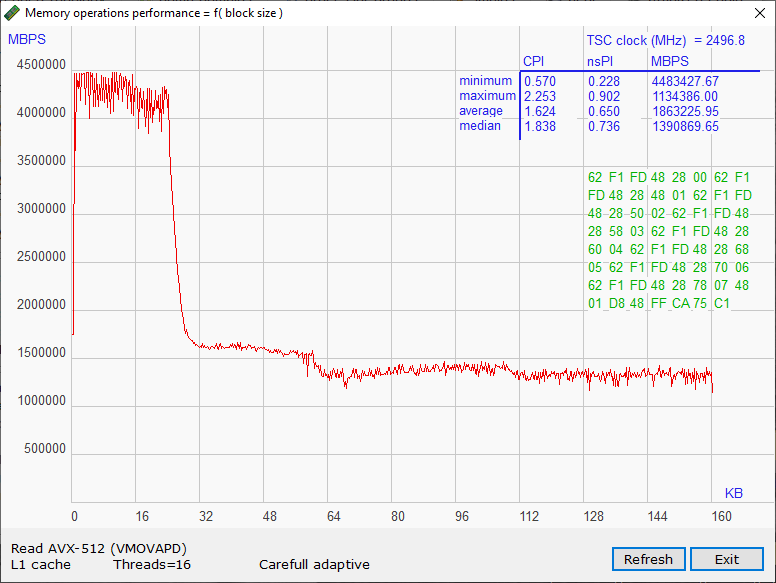 Memory operations performance = f( block size )
MBPS
TSC clock (MHz) = 2496.8
CPI nsPI MBPS
minimum 0.570 0.228 4483427.67
maximum 2.253 0.902 1134386.00
average 1.624 0.650 1863225.95
median 1.838 0.736 1390869.65
4500000
4000000
3500000
3000000
2500000
2000000
1500000
1000000
500000
62 F1 FD 48 28 00 62 F1
FD 48 28 48 01 62 F1 FD
48 28 50 02 62 F1 FD 48
28 58 03 62 F1 FD 48 28
60 04 62 F1 FD 48 28 68
05 62 F1 FD 48 28 70 06
62 F1 FD 48 28 78 07 48
01 D8 48 FF CA 75 C1
KB
0 16 32 48 64 80 96 112 128 144 160
Read AVX-512 (VMOVAPD)
L1 cache Threads=16 Carefull adaptive
Refresh Exit